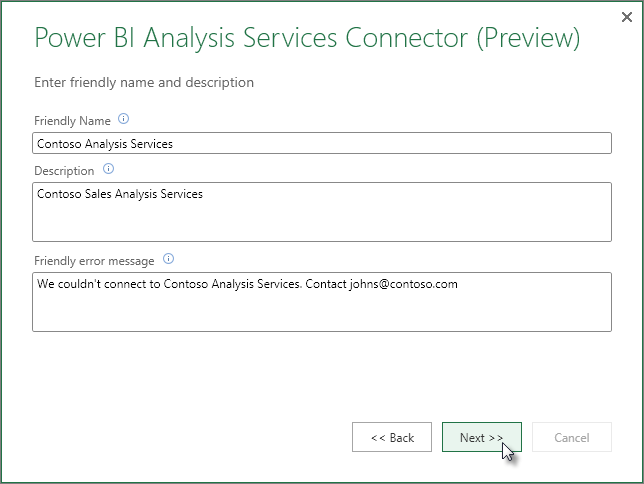 Power BI Analysis Services Connector (Preview)
Enter friendly name and description
Friendly Name
Contoso Analysis Services
Description
Contoso Sales Analysis Services
Friendly error message
We couldn't connect to Contoso Analysis Services. Contact johns@contoso.com
<< Back
Next >>
Cancel